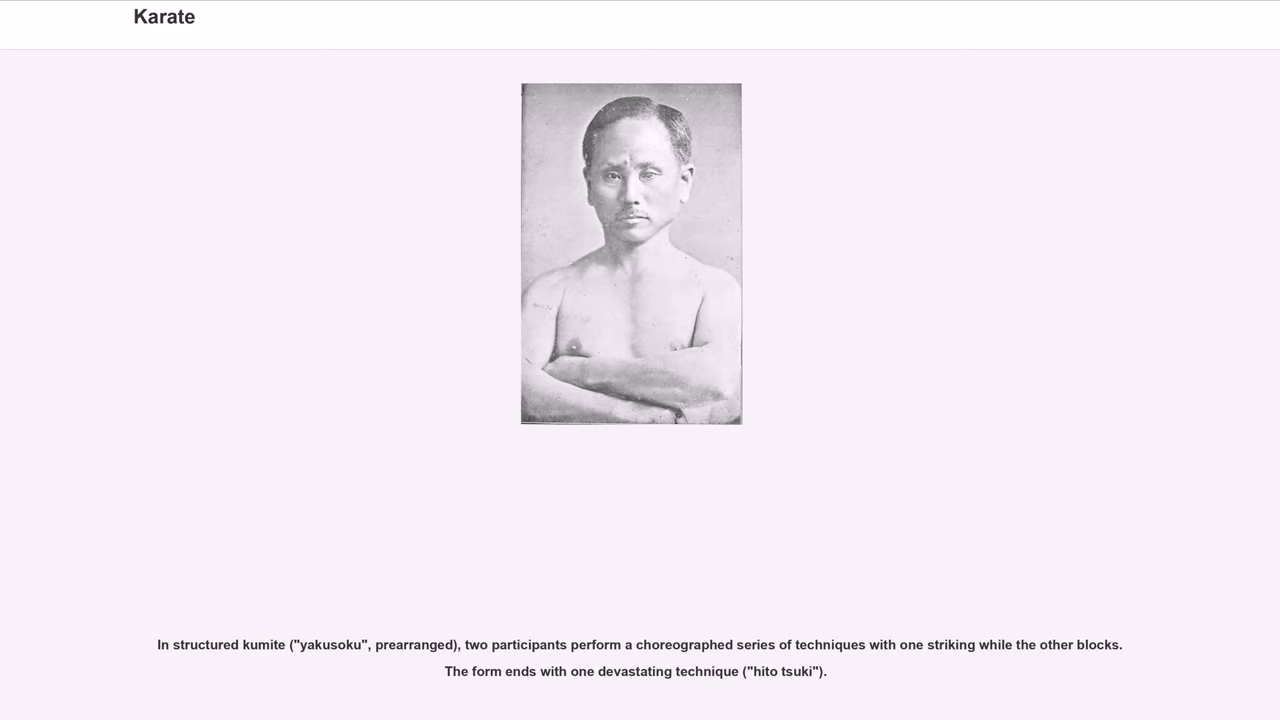 Karate
In structured kumite ("yakusoku", prearranged), two participants perform a choreographed series of techniques with one striking while the other blocks.
The form ends with one devastating technique ("hito tsuki").